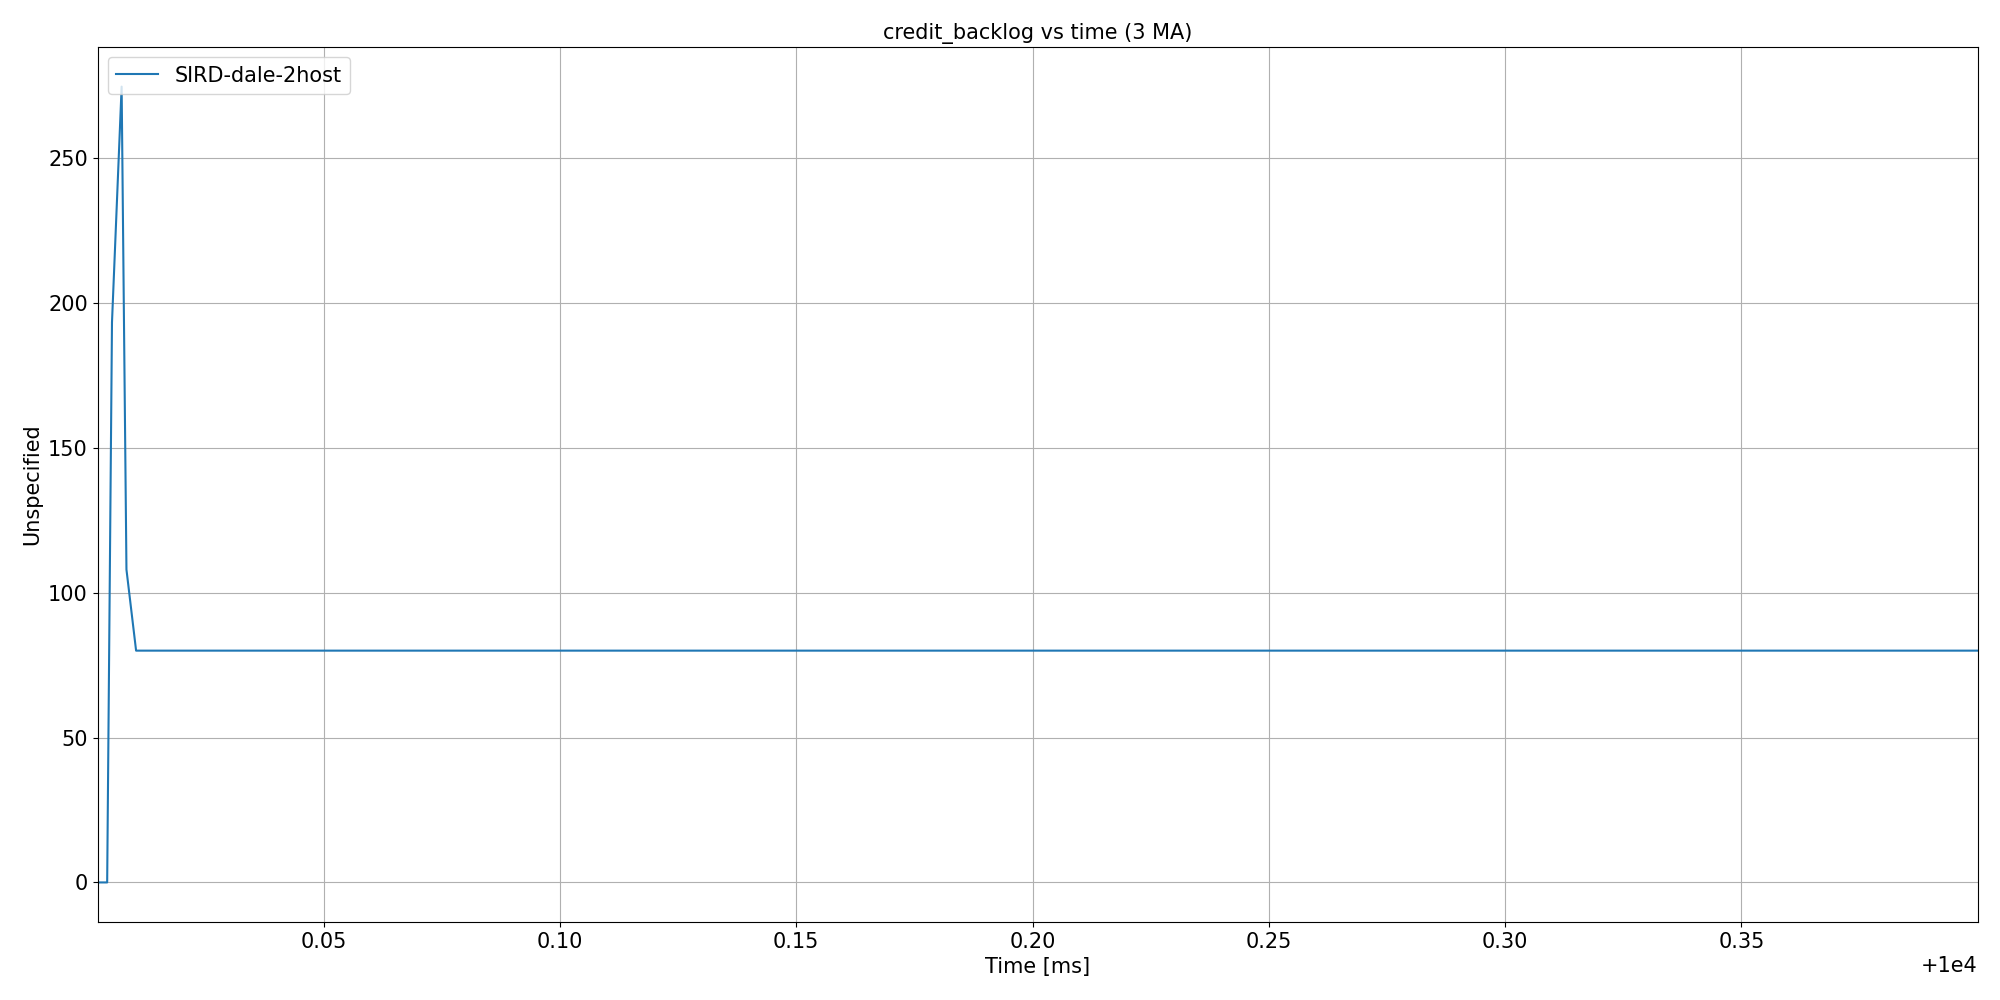 credit_backlog vs time (3 MA)
SIRD-dale-2host
250
200
150
100
50
0
Unspecified
0.05 0.10 0.15 0.20 0.25 0.30 0.35
Time [ms]
+1e4